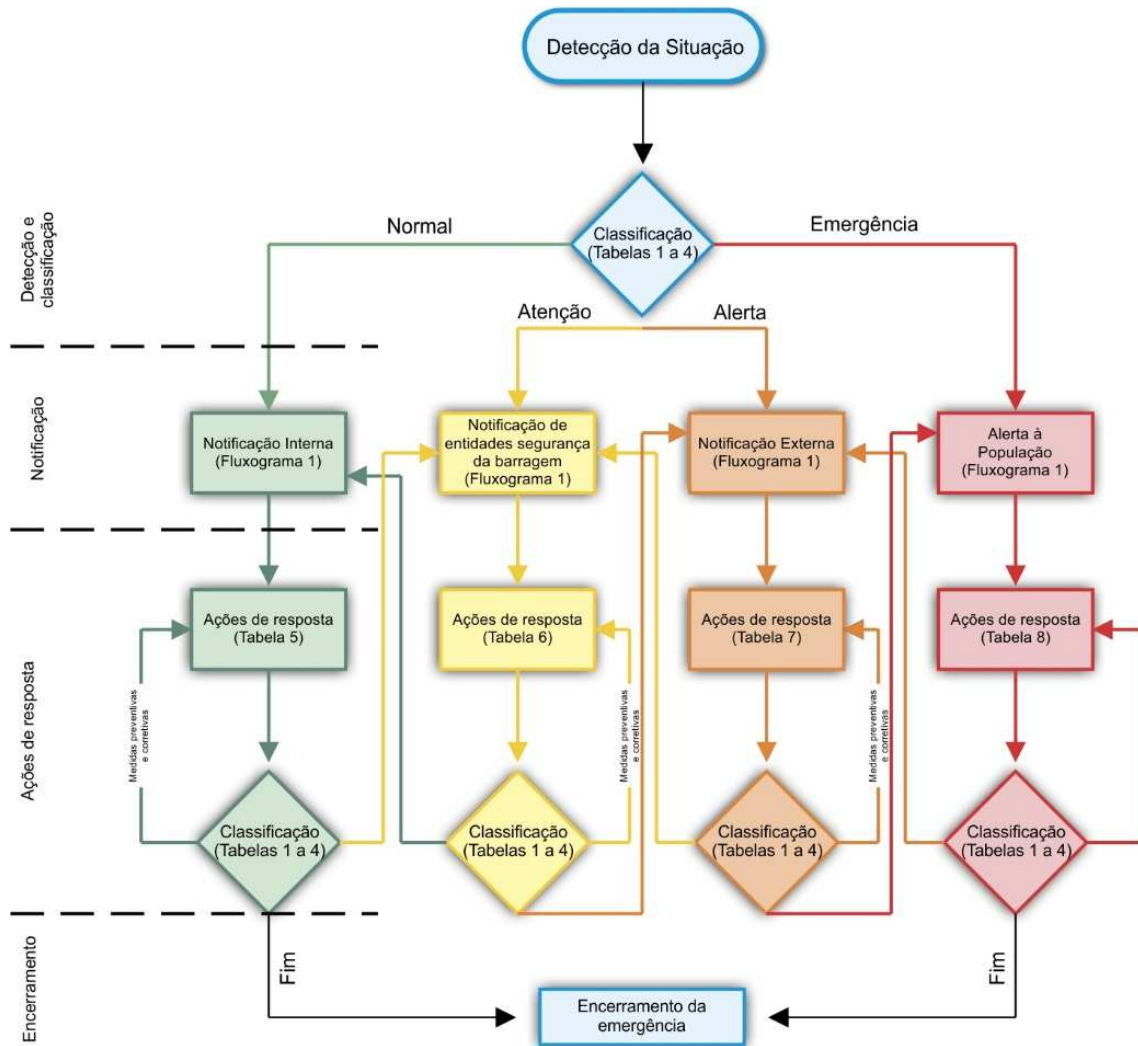 Detecção da Situação
Detecção e
classificação
Normal
Classificação
(Tabelas 1 a 4)
Emergência
Atenção
Alerta
Notificação
Notificação Interna
(Fluxograma 1)
Notificação de
entidades segurança
da barragem
(Fluxograma 1)
Notificação Externa
(Fluxograma 1)
Alerta à
População
(Fluxograma 1)
Ações de resposta
Ações de resposta
(Tabela 5)
Ações de resposta
(Tabela 6)
Ações de resposta
(Tabela 7)
Ações de resposta
(Tabela 8)
Medidas preventivas
e corretivas
Medidas preventivas
e corretivas
Medidas preventivas
e corretivas
Classificação
(Tabelas 1 a 4)
Classificação
(Tabelas 1 a 4)
Classificação
(Tabelas 1 a 4)
Classificação
(Tabelas 1 a 4)
Encerramento
Fim
Encerramento da
emergência
Fim